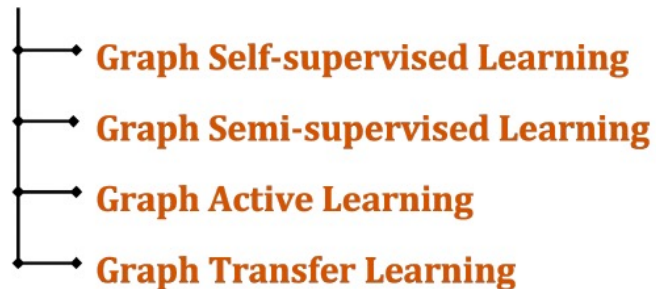 Graph Self-supervised Learning
Graph Semi-supervised Learning
Graph Active Learning
Graph Transfer Learning